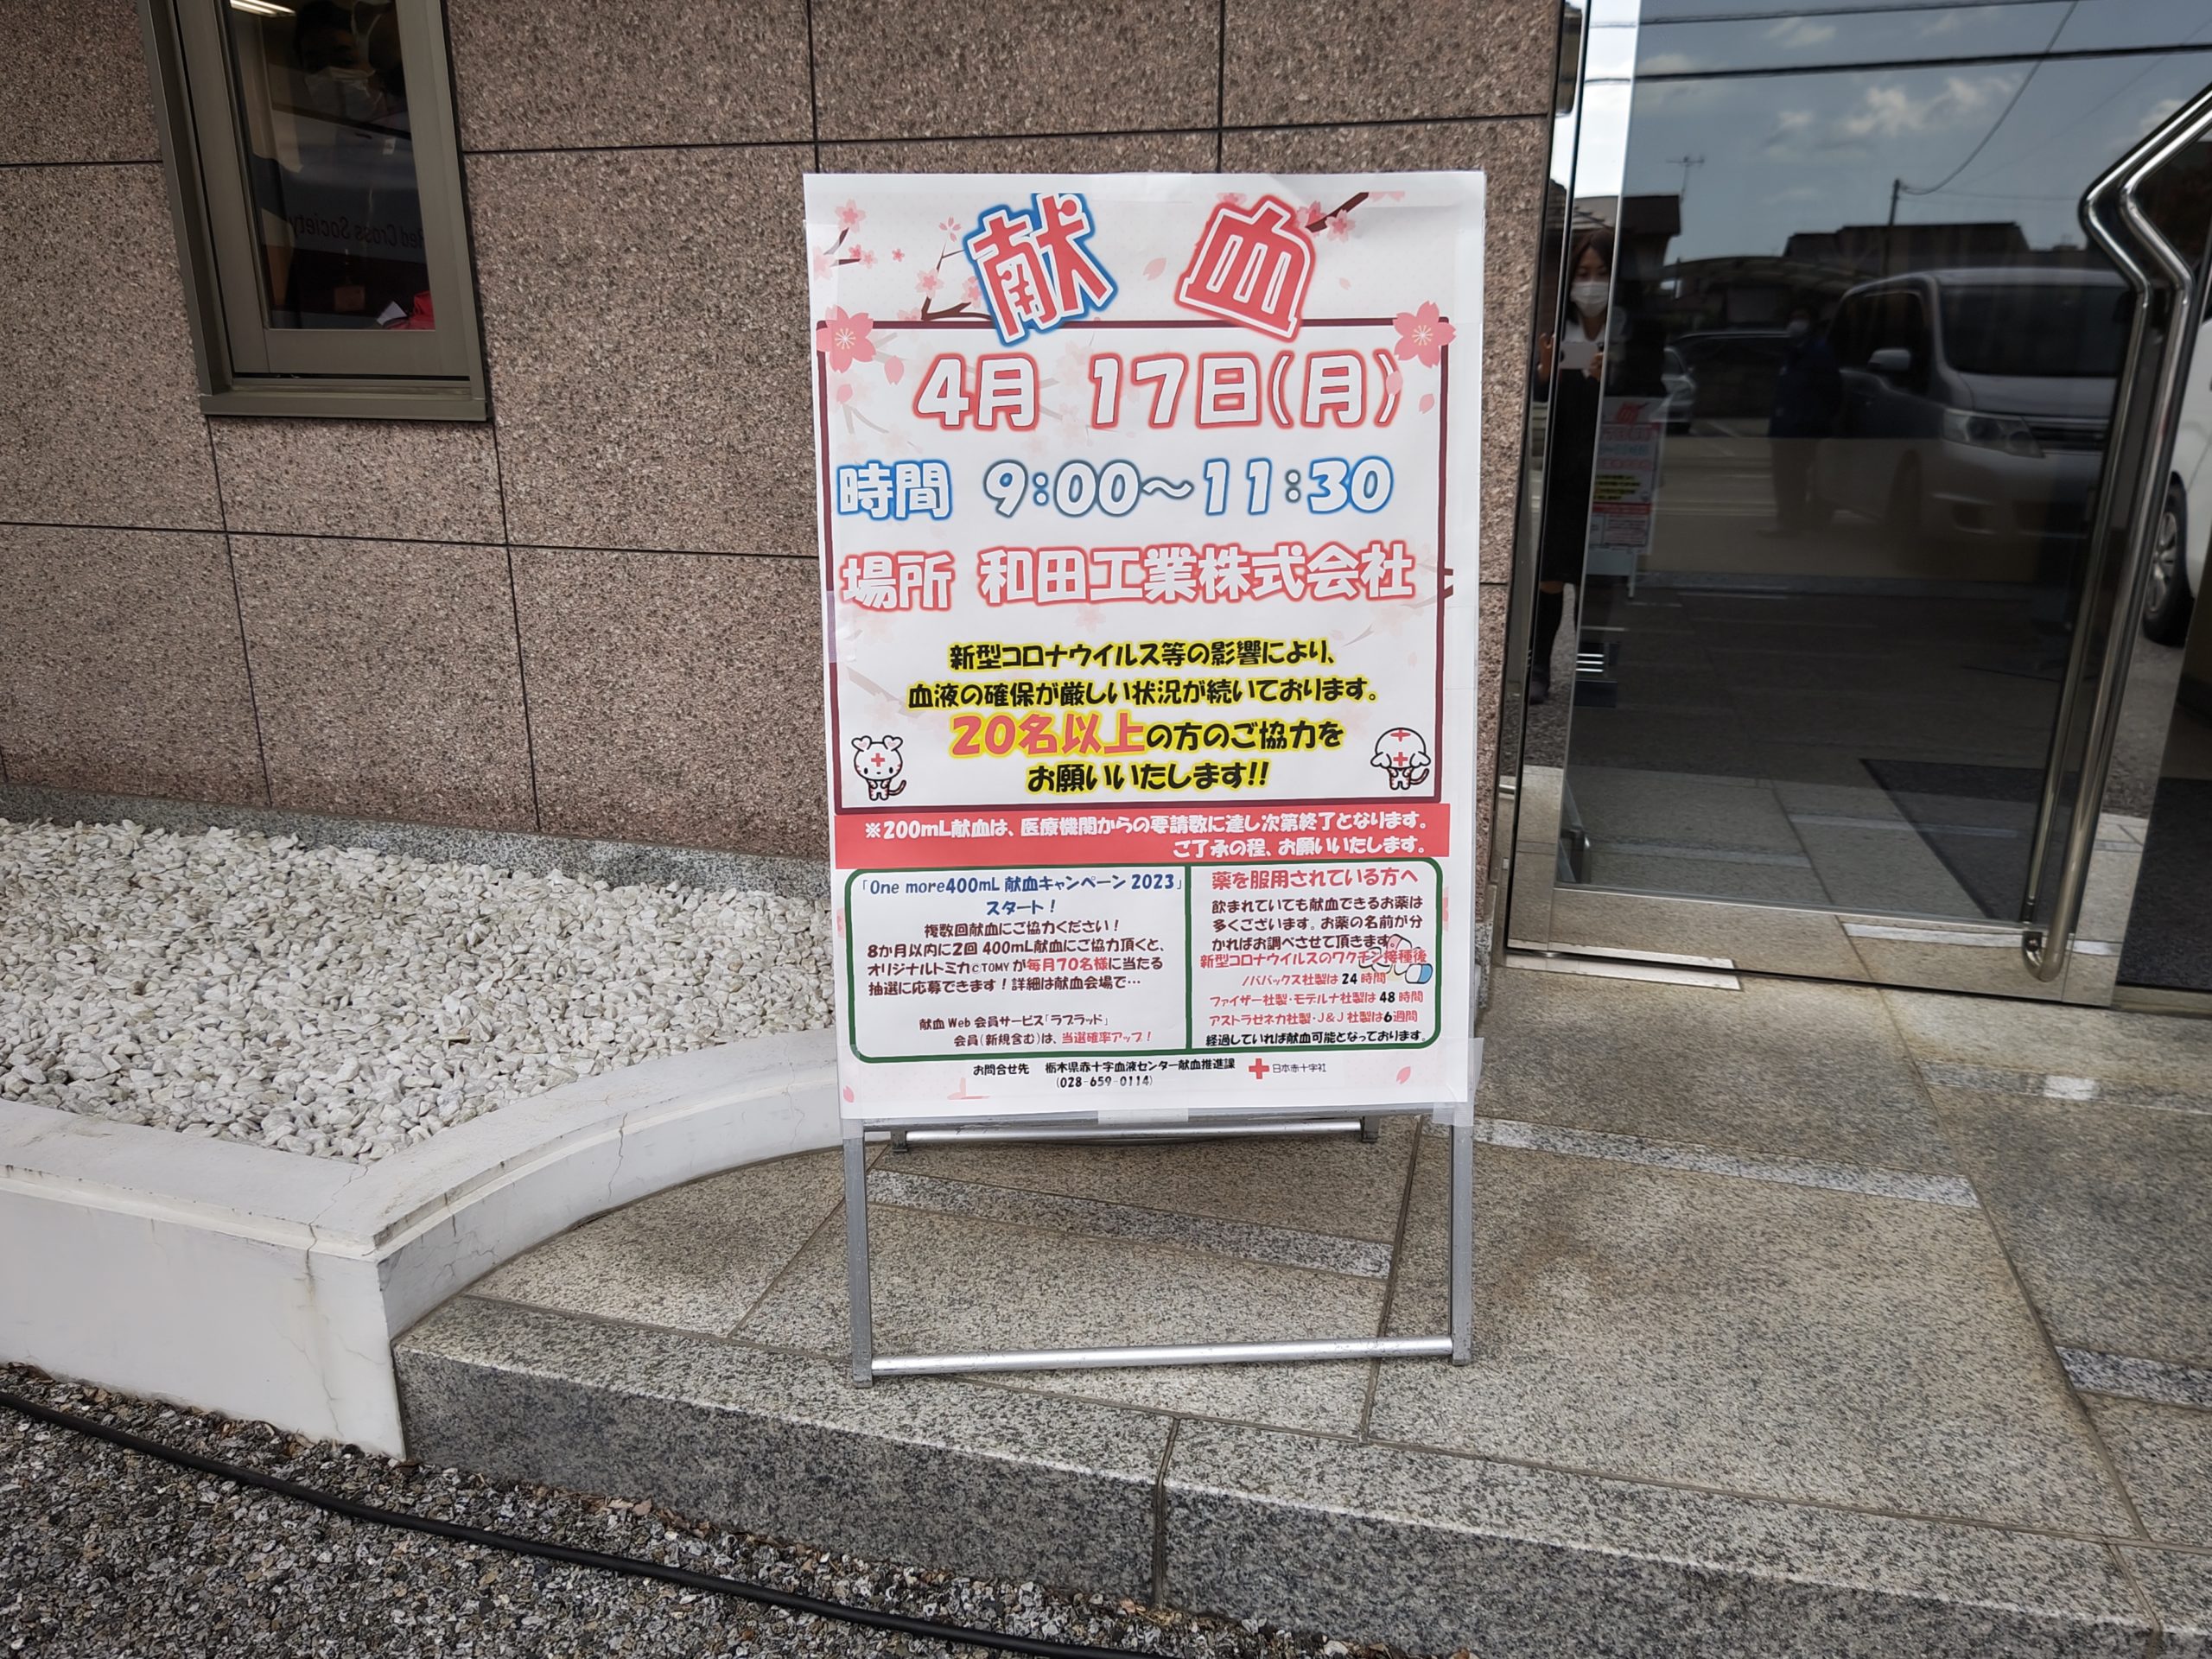 Red Cross Society
献血
4月 17日(月)
時間 9:00～11:30
場所 和田工業株式会社
新型コロナウイルス等の影響により、
血液の確保が厳しい状況が続いております。
20名以上の方のご協力を
お願いいたします!!
※200mL献血は、医療機関からの要請数に達し次第終了となります。
ご了承の程、お願いいたします。
「One more400mL 献血キャンペーン 2023」
スタート!
複数回献血にご協力ください!
8か月以内に2回 400mL献血にご協力頂くと、
オリジナルトミカ©TOMY が毎月70名様に当たる
抽選に応募できます!詳細は献血会場で…
献血 Web 会員サービス「ラブラッド」
会員(新規含む)は、当選確率アップ!
薬を服用されている方へ
飲まれていても献血できるお薬は
多くございます。お薬の名前が分
かればお調べさせて頂きます
新型コロナウイルスのワクチン接種後
ノババックス社製は 24 時間
ファイザー社製・モデルナ社製は 48 時間
アストラゼネカ社製・J&J 社製は6週間
経過していれば献血可能となっております。
お問合せ先 栃木県赤十字血液センター献血推進課
(028-659-0114)
日本赤十字社